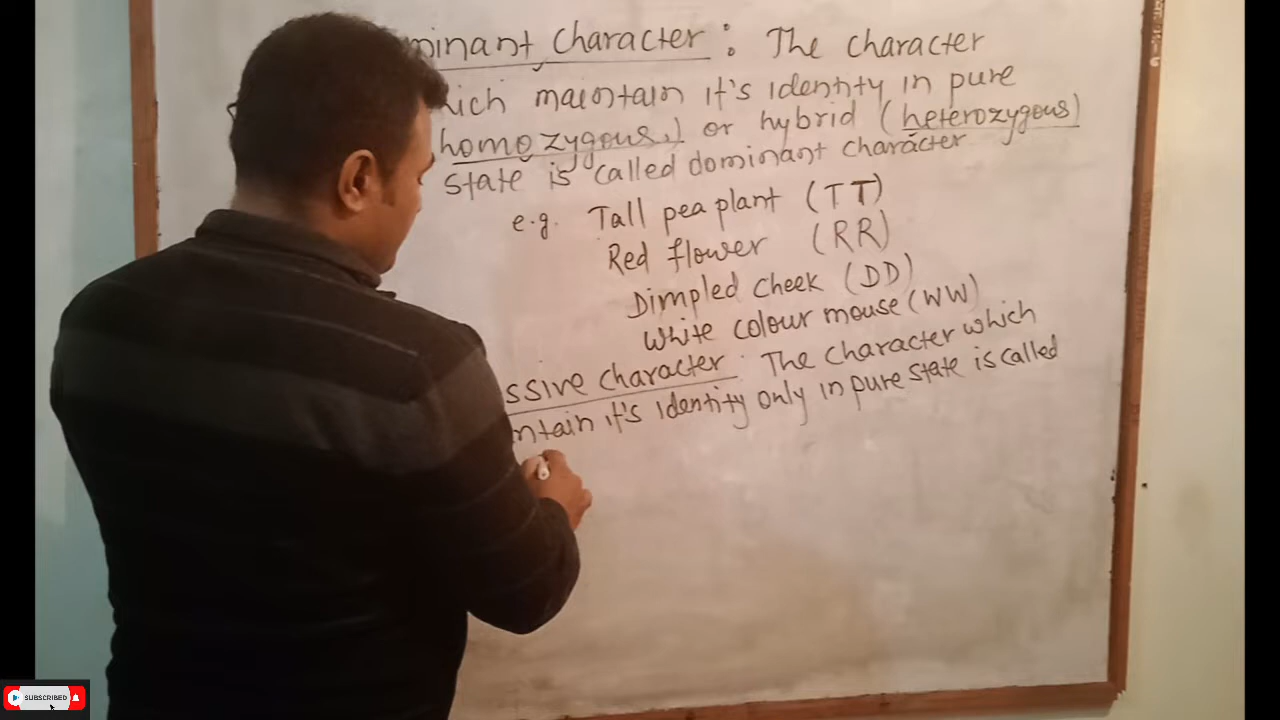 minant character : The character
hich maintain it's identity in pure
homozygous,) or hybrid (heterozygous)
state is called dominant character
e.g. Tall pea plant (TT)
Red flower (RR)
Dimpled cheek (DD)
White colour mouse (WW)
ssive character : The character which
ntain it's identity only in pure state is called
SUBSCRIBED